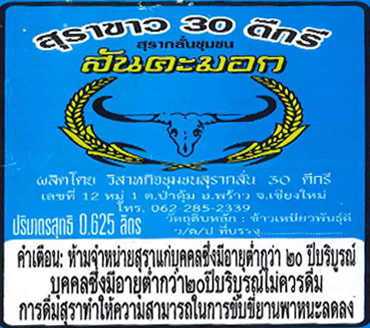 สุราขาว 30 ดีกรี
สุรากลั่นชุมชน
สันตะมอก
ผลิตโดย วิสาหกิจชุมชนสุรากลั่น 30 ดีกรี
เลขที่ 12 หมู่ 1 ต.ป่าตุ้ม อ.พร้าว จ.เชียงใหม่
โทร. 062 285-2339
วัตถุดิบหลัก : ข้าวเหนียวพันธุ์ดี
ปริมาตรสุทธิ 0.625 ลิตร
ว/ด/ป ที่บรรจุ
คำเตือน: ห้ามจำหน่ายสุราแก่บุคคลซึ่งมีอายุต่ำกว่า ๒๐ ปีบริบูรณ์
บุคคลซึ่งมีอายุต่ำกว่า๒๐ปีบริบูรณ์ไม่ควรดื่ม
การดื่มสุราทำให้ความสามารถในการขับขี่ยานพาหนะลดลง